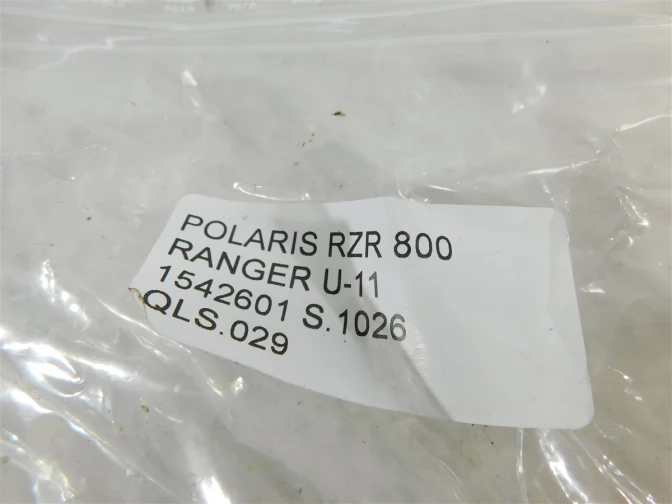 POLARIS RZR 800
RANGER U-11
1542601 S.1026
QLS.029